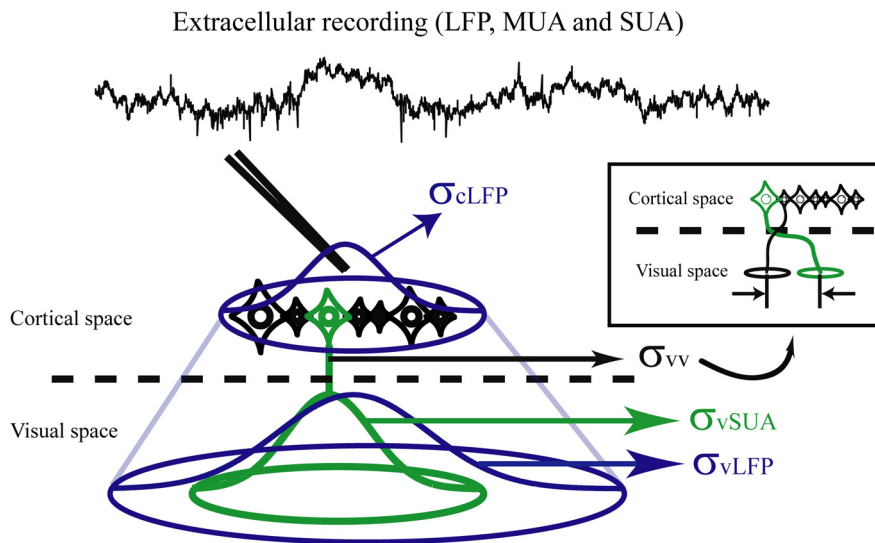 Extracellular recording (LFP, MUA and SUA)
σcLFP
Cortical space
Visual space
Cortical space
σvv
Visual space
σvSUA
σvLFP